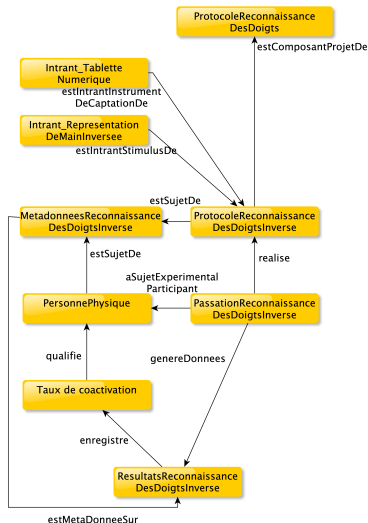 ProtocoleReconnaissance
DesDoigts
estComposantProjetDe
Intrant_Tablette
Numerique
estIntrantInstrument
DeCaptationDe
Intrant_Representation
DeMainInversee
estIntrantStimulusDe
estSujetDe
MetadonneesReconnaissance
DesDoigtsInverse
ProtocoleReconnaissance
DesDoigtsInverse
estSujetDe
realise
aSujetExperimental
Participant
PersonnePhysique
PassationReconnaissance
DesDoigtsInverse
qualifie
genereDonnees
Taux de coactivation
enregistre
ResultatsReconnaissance
DesDoigtsInverse
estMetaDonneeSur